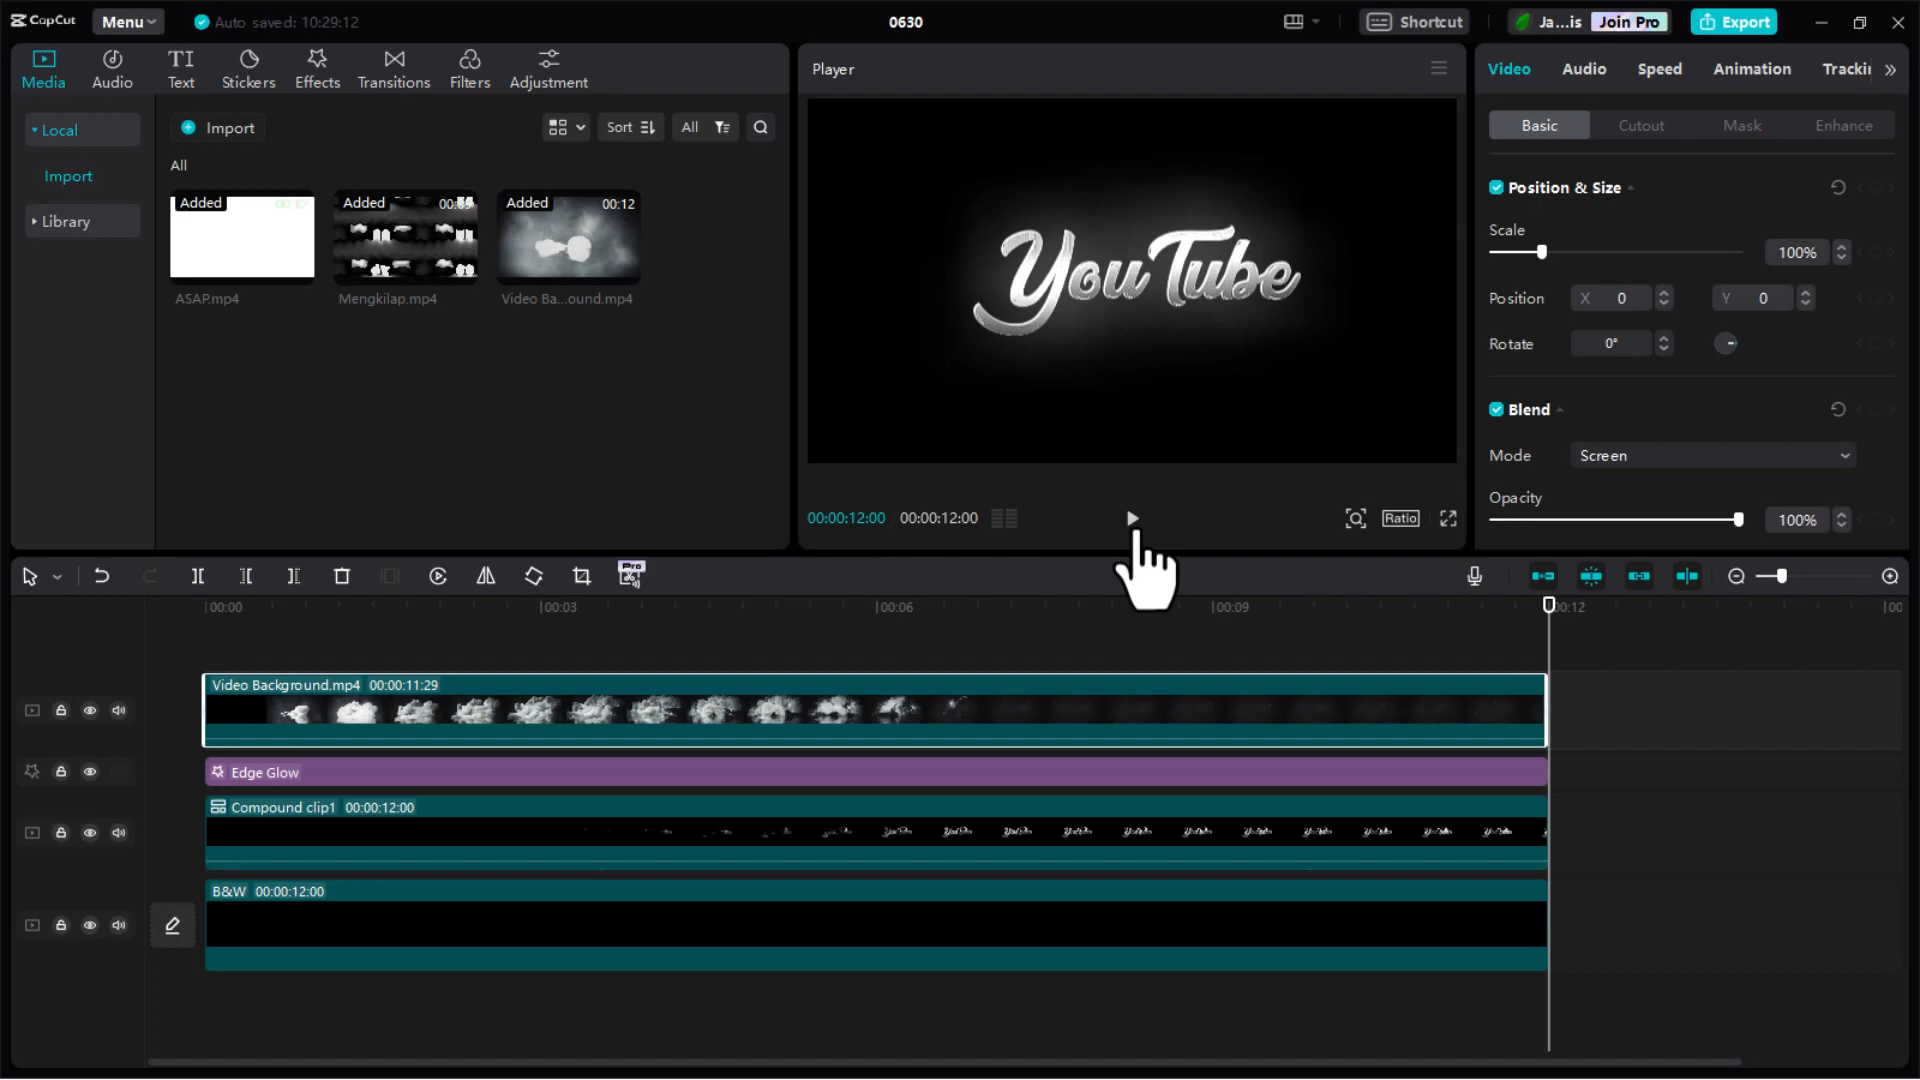 CapCut
Menu
Auto saved: 10:29:12
0630
Shortcut
Ja...is
Join Pro
Export
Media
Audio
TI
Text
Stickers
Effects
Transitions
Filters
Adjustment
Player
Video
Audio
Speed
Animation
Trackin
Local
Import
Sort
All
Basic
Cutout
Mask
Enhance
Import
All
Library
Added
Added
Added
00:12
ASAP.mp4
Mengkilap.mp4
Video Ba...ound.mp4
YouTube
Position & Size
Scale
100%
Position
X
0
Y
0
Rotate
0°
Blend
Mode
Screen
Opacity
100%
00:00:12:00
00:00:12:00
Ratio
Pro
00:00
00:03
00:06
00:09
00:12
Video Background.mp4 00:00:11:29
Edge Glow
Compound clip1 00:00:12:00
B&W 00:00:12:00